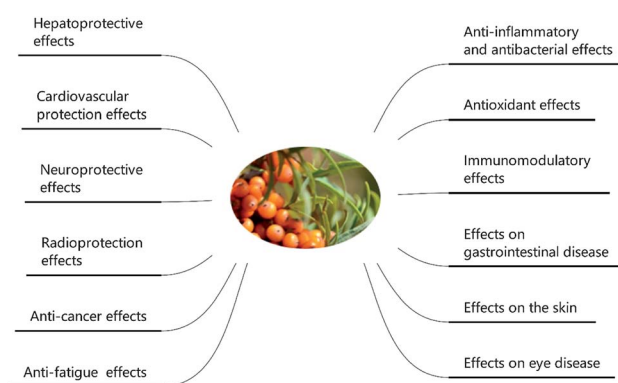 Hepatoprotective
effects
Cardiovascular
protection effects
Neuroprotective
effects
Radioprotection
effects
Anti-cancer effects
Anti-fatigue effects
Anti-inflammatory
and antibacterial effects
Antioxidant effects
Immunomodulatory
effects
Effects on
gastrointestinal disease
Effects on the skin
Effects on eye disease